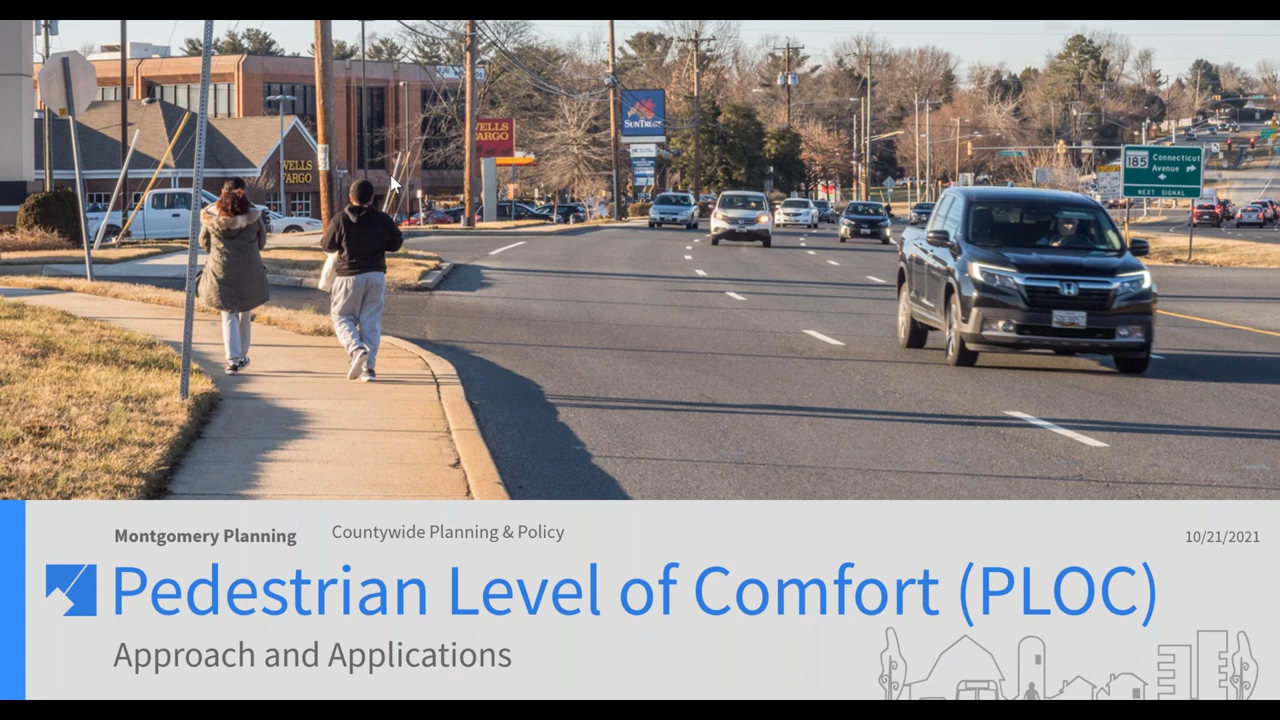 SUNTRUST
WELLS
FARGO
WELLS
FARGO
185 Connecticut
Avenue
NEXT SIGNAL
Montgomery Planning
Countywide Planning & Policy
10/21/2021
Pedestrian Level of Comfort (PLOC)
Approach and Applications